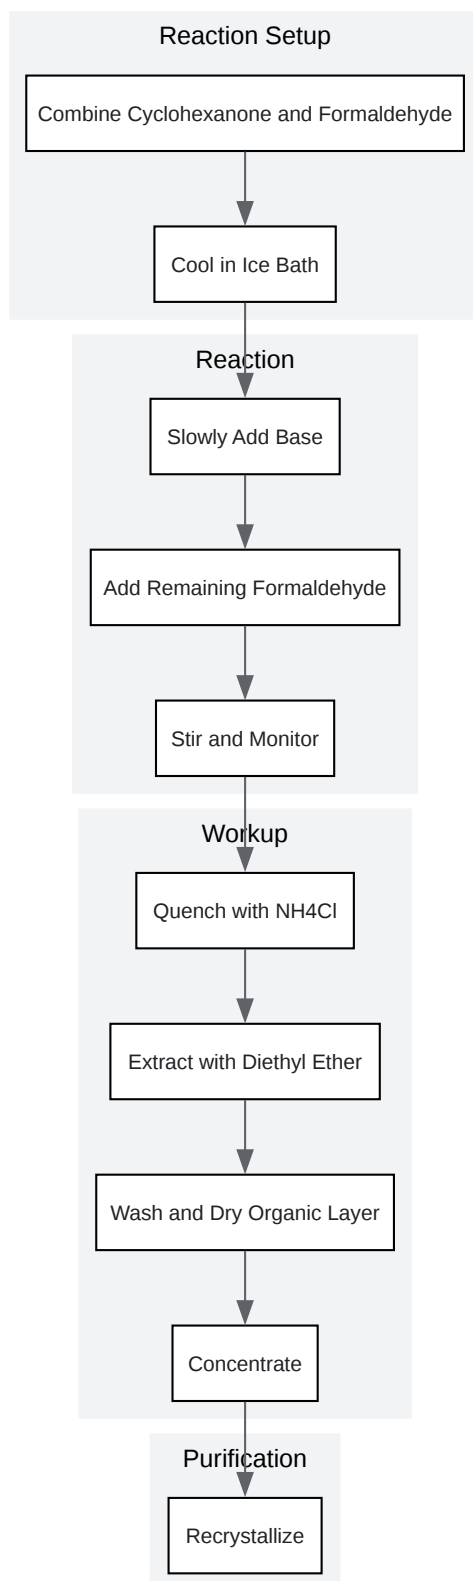 Reaction Setup
Combine Cyclohexanone and Formaldehyde
Cool in Ice Bath
Reaction
Slowly Add Base
Add Remaining Formaldehyde
Stir and Monitor
Workup
Quench with NH4Cl
Extract with Diethyl Ether
Wash and Dry Organic Layer
Concentrate
Purification
Recrystallize